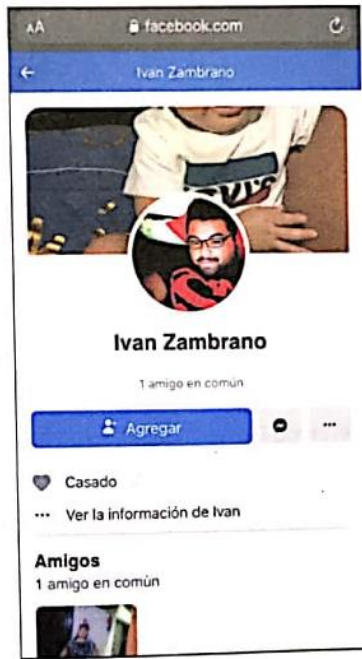 AA facebook.com
Ivan Zambrano
Ivan Zambrano
1 amigo en común
Agregar
Casado
Ver la información de Ivan
Amigos
1 amigo en común